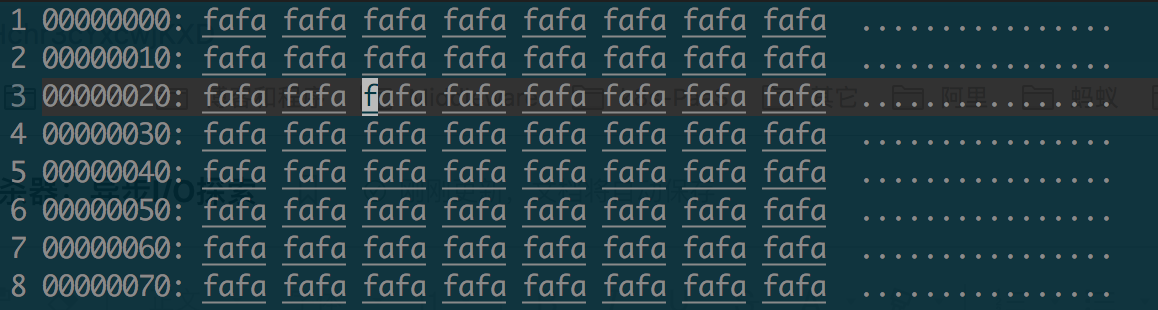 1 00000000: fafa fafa fafa fafa fafa fafa fafa fafa  ................
2 00000010: fafa fafa fafa fafa fafa fafa fafa fafa  ................
3 00000020: fafa fafa fafa fafa fafa fafa fafa fafa  ................
4 00000030: fafa fafa fafa fafa fafa fafa fafa fafa  ................
5 00000040: fafa fafa fafa fafa fafa fafa fafa fafa  ................
6 00000050: fafa fafa fafa fafa fafa fafa fafa fafa  ................
7 00000060: fafa fafa fafa fafa fafa fafa fafa fafa  ................
8 00000070: fafa fafa fafa fafa fafa fafa fafa fafa  ................